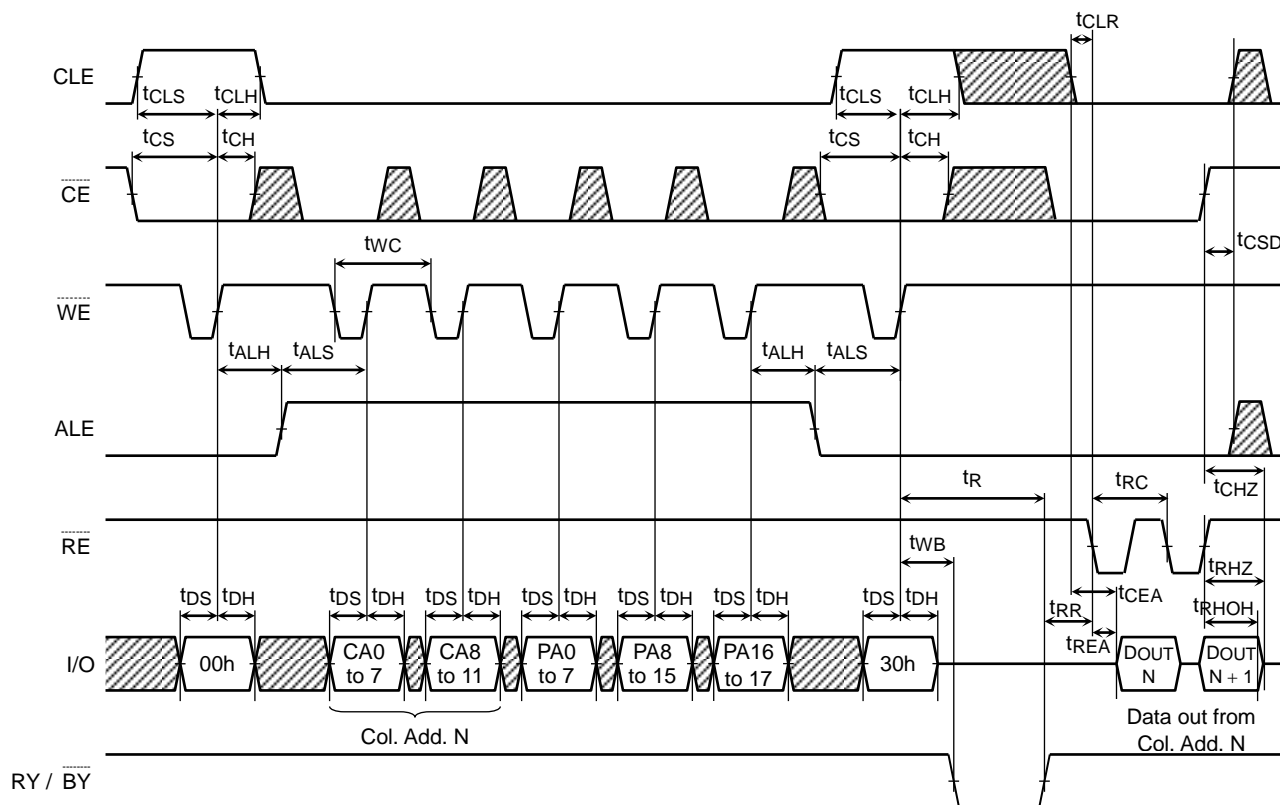 tCLR
CLE
tCLS
tCLH
tCLS
tCLH
tCS
tCH
tCS
tCH
CE
tWC
tCSD
WE
tALH
tALS
tALH
tALS
ALE
tR
tRC
tCHZ
RE
tWB
tRHZ
tDS
tDH
tDS
tDH
tDS
tDH
tDS
tDH
tDS
tDH
tDS
tDH
tDS
tDH
tCEA
tRR
tRHOH
tREA
I/O
00h
CA0
to 7
CA8
to 11
PA0
to 7
PA8
to 15
PA16
to 17
30h
DOUT
N
DOUT
N + 1
Col. Add. N
Data out from
Col. Add. N
RY / BY